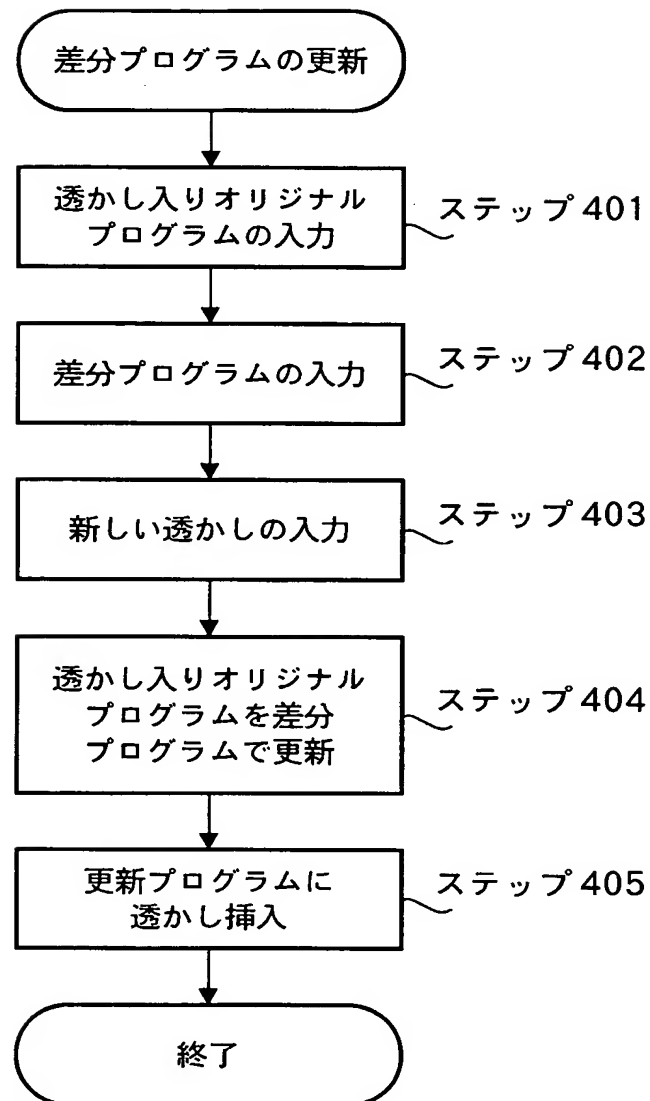 差分プログラムの更新
透かし入りオリジナル
プログラムの入力
ステップ401
差分プログラムの入力
ステップ402
新しい透かしの入力
ステップ403
透かし入りオリジナル
プログラムを差分
プログラムで更新
ステップ404
更新プログラムに
透かし挿入
ステップ405
終了